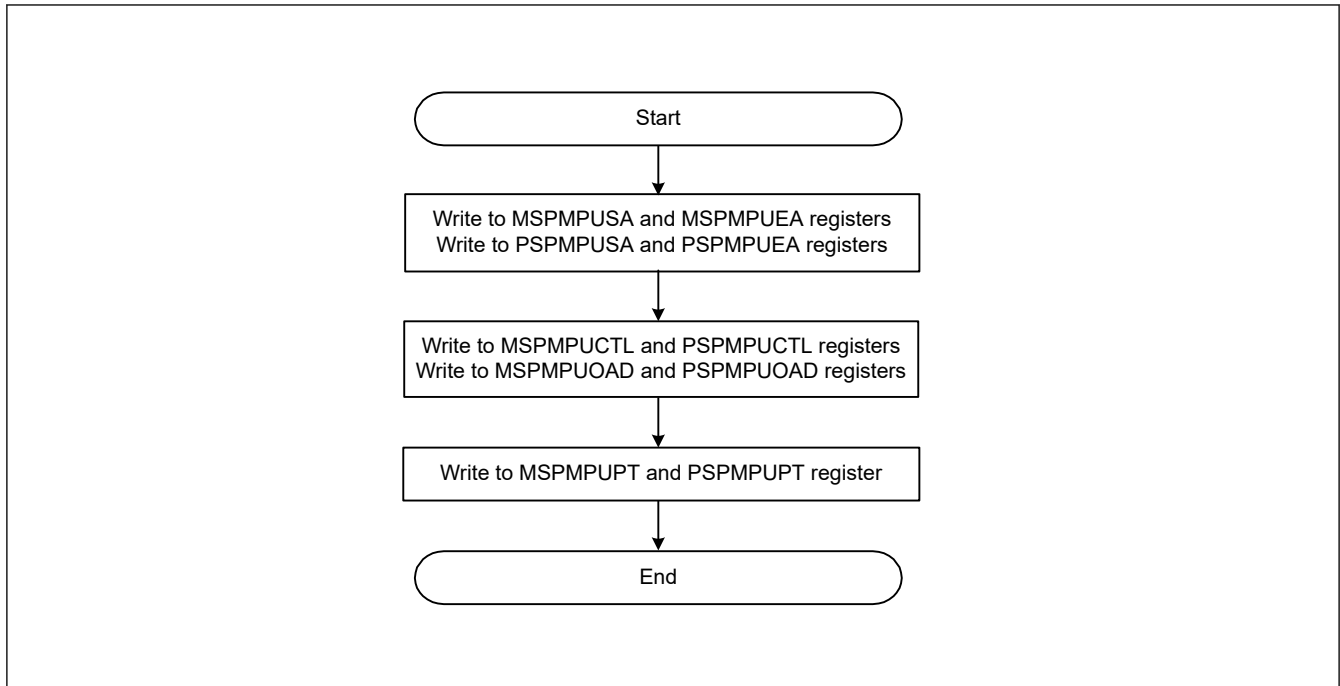 Start
Write to MSPMPUSA and MSPMPUEA registers
Write to PSPMPUSA and PSPMPUEA registers
Write to MSPMPUCTL and PSPMPUCTL registers
Write to MSPMPUOAD and PSPMPUOAD registers
Write to MSPMPUPT and PSPMPUPT register
End